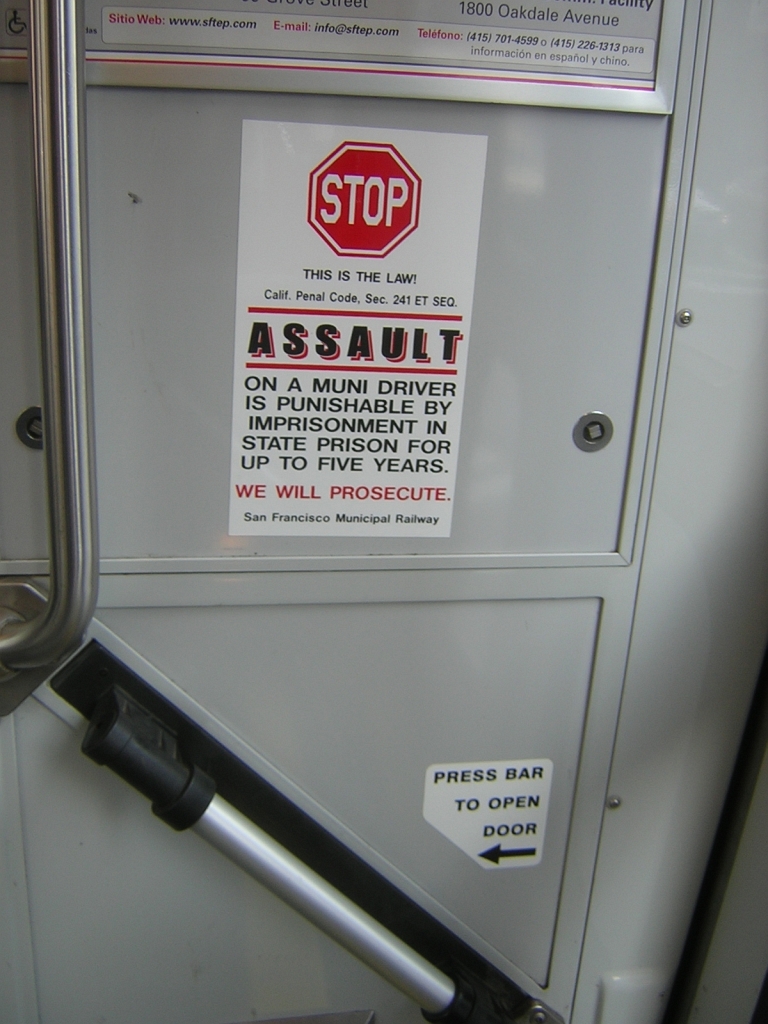 Grove Street
Facility
1800 Oakdale Avenue
Sitio Web: www.sftep.com E-mail: info@sftep.com Teléfono: (415) 701-4599 o (415) 226-1313 para
información en español y chino.
STOP
THIS IS THE LAW!
Calif. Penal Code, Sec. 241 ET SEQ.
ASSAULT
ON A MUNI DRIVER
IS PUNISHABLE BY
IMPRISONMENT IN
STATE PRISON FOR
UP TO FIVE YEARS.
WE WILL PROSECUTE.
San Francisco Municipal Railway
PRESS BAR
TO OPEN
DOOR